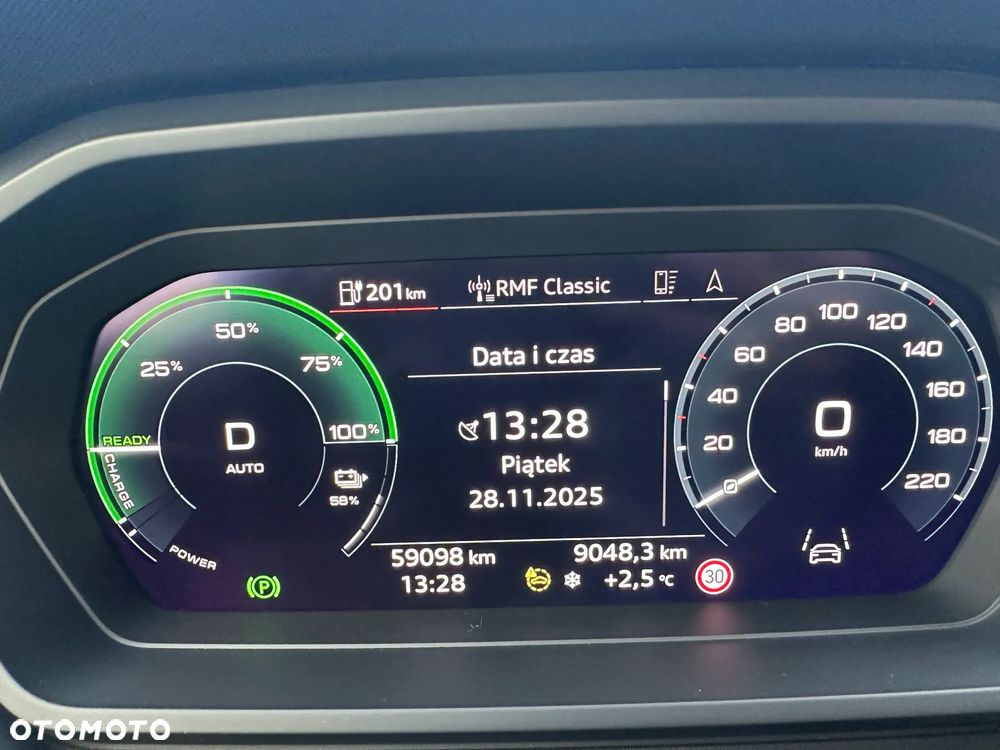 201 km
RMF Classic
Data i czas
13:28
Piątek
28.11.2025
25%
50%
75%
100%
READY
CHARGE
POWER
D
AUTO
58%
20
40
60
80
100
120
140
160
180
220
0
km/h
59098 km
9048,3 km
13:28
+2,5 °C
30
P
OTOMOTO